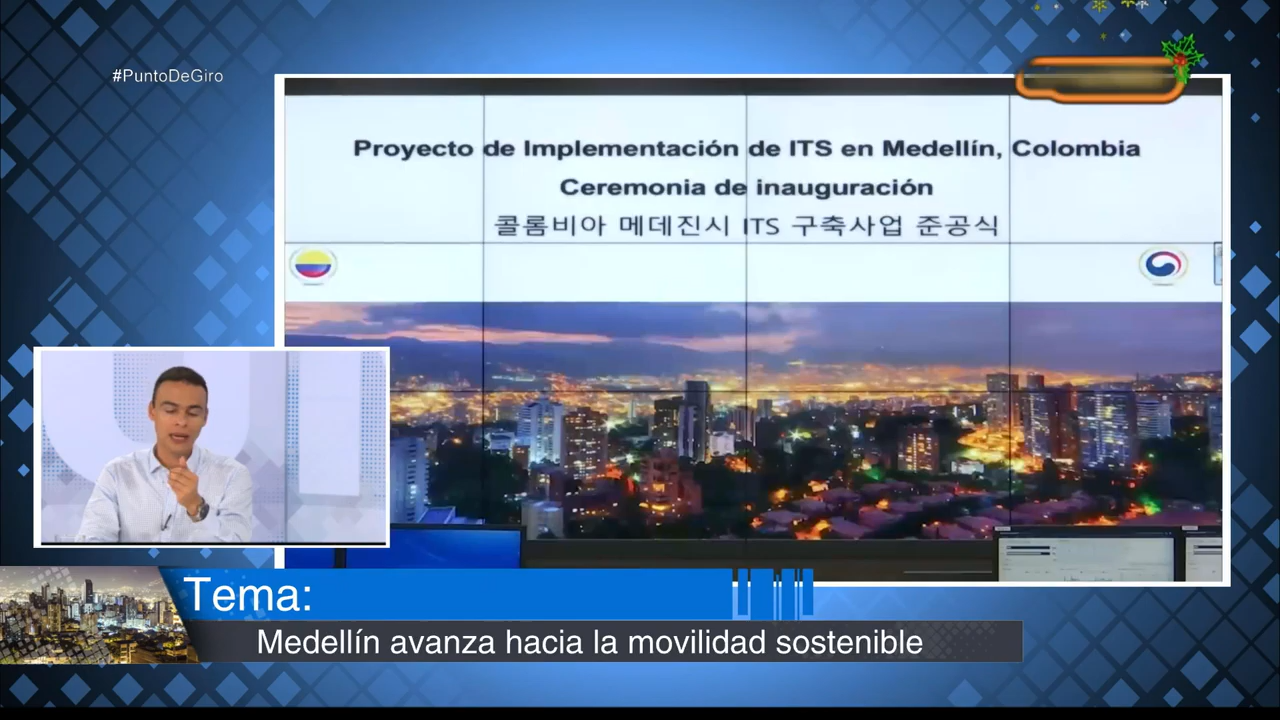 #PuntoDeGiro
Proyecto de Implementación de ITS en Medellín, Colombia
Ceremonia de inauguración
콜롬비아 메데진시 ITS 구축사업 준공식
Tema:
Medellín avanza hacia la movilidad sostenible